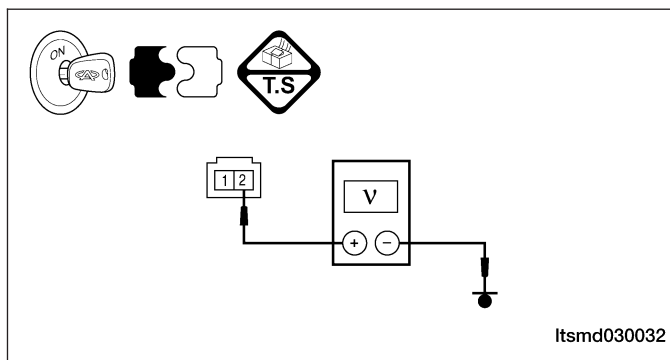 ON
T.S
1 2
V
+ −
ltsmd030032